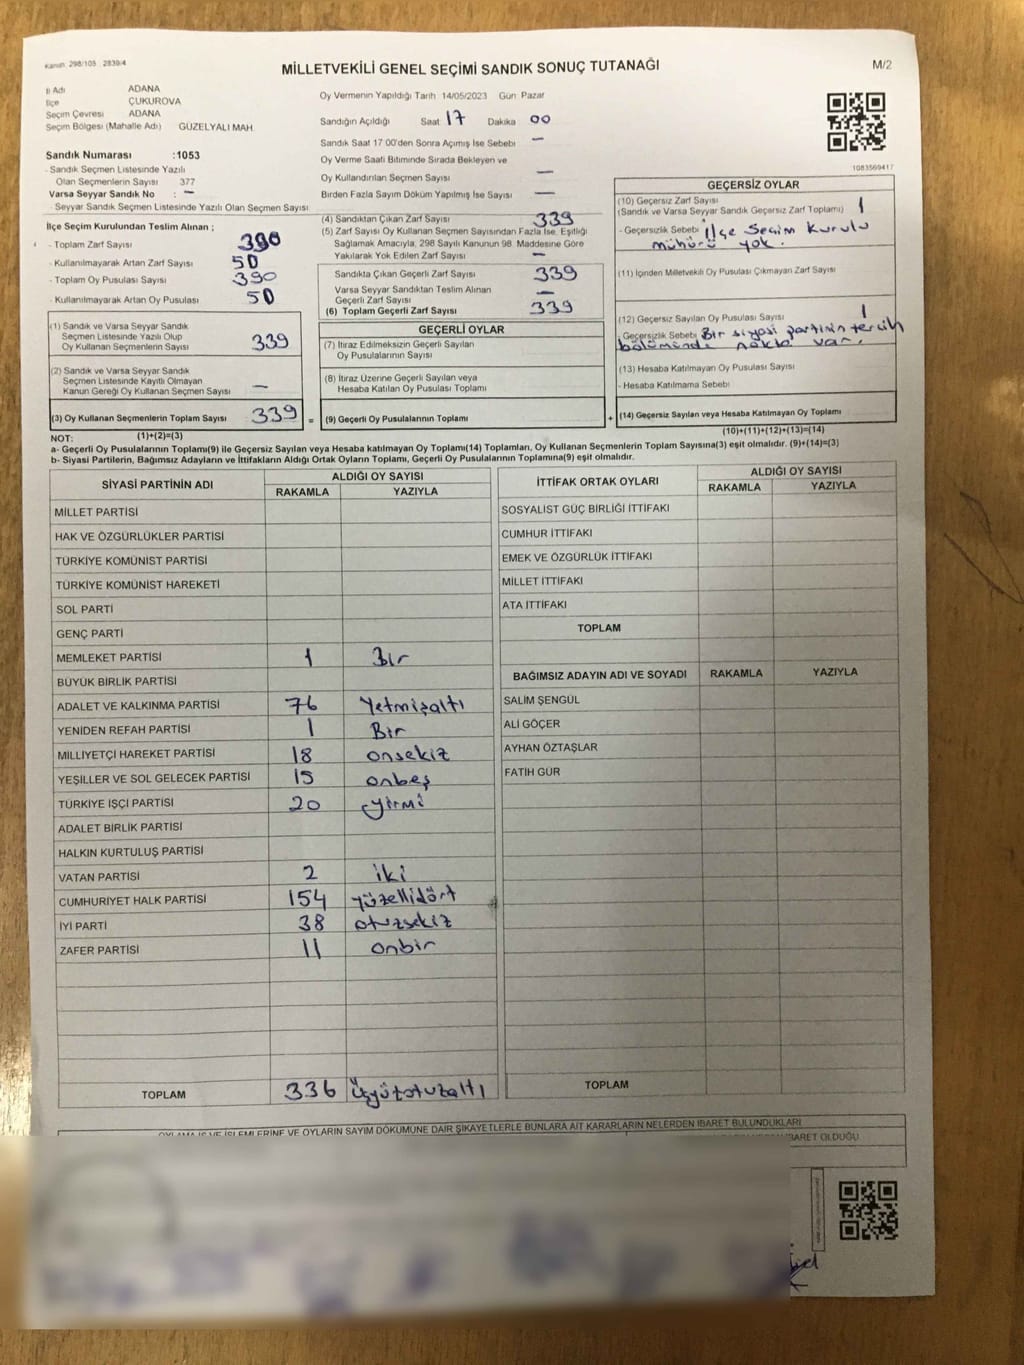 Kanun: 298/105 2839/4
MİLLETVEKİLİ GENEL SEÇİMİ SANDIK SONUÇ TUTANAĞI
M/2
İl Adı ADANA
İlçe ÇUKUROVA
Seçim Çevresi ADANA
Seçim Bölgesi (Mahalle Adı) GÜZELYALI MAH.
Oy Vermenin Yapıldığı Tarih 14/05/2023 Gün Pazar
Sandığın Açıldığı Saat 17 Dakika 00
Sandık Saat 17 00'den Sonra Açımış İse Sebebi —
Oy Verme Saati Bitiminde Sırada Bekleyen ve
Oy Kullandırılan Seçmen Sayısı —
Birden Fazla Sayım Döküm Yapılmış İse Sayısı —
Sandık Numarası :1053
- Sandık Seçmen Listesinde Yazılı
Olan Seçmenlerin Sayısı 377
Varsa Seyyar Sandık No : —
- Seyyar Sandık Seçmen Listesinde Yazılı Olan Seçmen Sayısı
1083569417
İlçe Seçim Kurulundan Teslim Alınan ;
- Toplam Zarf Sayısı 390
- Kullanılmayarak Artan Zarf Sayısı 50
- Toplam Oy Pusulası Sayısı 390
- Kullanılmayarak Artan Oy Pusulası 50
(1) Sandık ve Varsa Seyyar Sandık
Seçmen Listesinde Yazılı Olup
Oy Kullanan Seçmenlerin Sayısı 339
(2) Sandık ve Varsa Seyyar Sandık
Seçmen Listesinde Kayıtlı Olmayan
Kanun Gereği Oy Kullanan Seçmen Sayısı —
(3) Oy Kullanan Seçmenlerin Toplam Sayısı 339 =
(4) Sandıktan Çıkan Zarf Sayısı 339
(5) Zarf Sayısı Oy Kullanan Seçmen Sayısından Fazla İse, Eşitliği
Sağlamak Amacıyla, 298 Sayılı Kanunun 98. Maddesine Göre
Yakılarak Yok Edilen Zarf Sayısı —
Sandıkta Çıkan Geçerli Zarf Sayısı 339
Varsa Seyyar Sandıktan Teslim Alınan
Geçerli Zarf Sayısı —
(6) Toplam Geçerli Zarf Sayısı 339
GEÇERLİ OYLAR
(7) İtiraz Edilmeksizin Geçerli Sayılan
Oy Pusulalarının Sayısı
(8) İtiraz Üzerine Geçerli Sayılan veya
Hesaba Katılan Oy Pusulası Toplamı
(9) Geçerli Oy Pusulalarının Toplamı +
GEÇERSİZ OYLAR
(10) Geçersiz Zarf Sayısı
(Sandık ve Varsa Seyyar Sandık Geçersiz Zarf Toplamı) 1
- Geçersizlik Sebebi İlçe Seçim Kurulu
mühürü yok.
(11) İçinden Milletvekili Oy Pusulası Çıkmayan Zarf Sayısı
(12) Geçersiz Sayılan Oy Pusulası Sayısı 1
- Geçersizlik Sebebi Bir siyasi partinin tercih
bölümünde nokta var.
(13) Hesaba Katılmayan Oy Pusulası Sayısı
- Hesaba Katılmama Sebebi
(14) Geçersiz Sayılan veya Hesaba Katılmayan Oy Toplamı
NOT: (1)+(2)=(3)
(10)+(11)+(12)+(13)=(14)
a- Geçerli Oy Pusulalarının Toplamı(9) ile Geçersiz Sayılan veya Hesaba katılmayan Oy Toplamı(14) Toplamları, Oy Kullanan Seçmenlerin Toplam Sayısına(3) eşit olmalıdır. (9)+(14)=(3)
b- Siyasi Partilerin, Bağımsız Adayların ve İttifakların Aldığı Ortak Oyların Toplamı, Geçerli Oy Pusulalarının Toplamına(9) eşit olmalıdır.
SİYASİ PARTİNİN ADI ALDIĞI OY SAYISI
RAKAMLA YAZIYLA
MİLLET PARTİSİ
HAK VE ÖZGÜRLÜKLER PARTİSİ
TÜRKİYE KOMÜNİST PARTİSİ
TÜRKİYE KOMÜNİST HAREKETİ
SOL PARTİ
GENÇ PARTİ
MEMLEKET PARTİSİ 1 Bir
BÜYÜK BİRLİK PARTİSİ
ADALET VE KALKINMA PARTİSİ 76 Yetmişaltı
YENİDEN REFAH PARTİSİ 1 Bir
MİLLİYETÇİ HAREKET PARTİSİ 18 onsekiz
YEŞİLLER VE SOL GELECEK PARTİSİ 15 onbeş
TÜRKİYE İŞÇİ PARTİSİ 20 yirmi
ADALET BİRLİK PARTİSİ
HALKIN KURTULUŞ PARTİSİ
VATAN PARTİSİ 2 iki
CUMHURİYET HALK PARTİSİ 154 yüzellidört
İYİ PARTİ 38 otuzsekiz
ZAFER PARTİSİ 11 onbir
TOPLAM 336 Üçyüzotuzaltı
İTTİFAK ORTAK OYLARI ALDIĞI OY SAYISI
RAKAMLA YAZIYLA
SOSYALİST GÜÇ BİRLİĞİ İTTİFAKI
CUMHUR İTTİFAKI
EMEK VE ÖZGÜRLÜK İTTİFAKI
MİLLET İTTİFAKI
ATA İTTİFAKI
TOPLAM
BAĞIMSIZ ADAYIN ADI VE SOYADI RAKAMLA YAZIYLA
SALİM ŞENGÜL
ALİ GÖÇER
AYHAN ÖZTAŞLAR
FATİH GÜR
TOPLAM
OYLAMA İŞ VE İŞLEMLERİNE VE OYLARIN SAYIM DÖKÜMÜNE DAİR ŞİKAYETLERLE BUNLARA AİT KARARLARIN NELERDEN İBARET BULUNDUKLARI
İBARET OLDUĞU